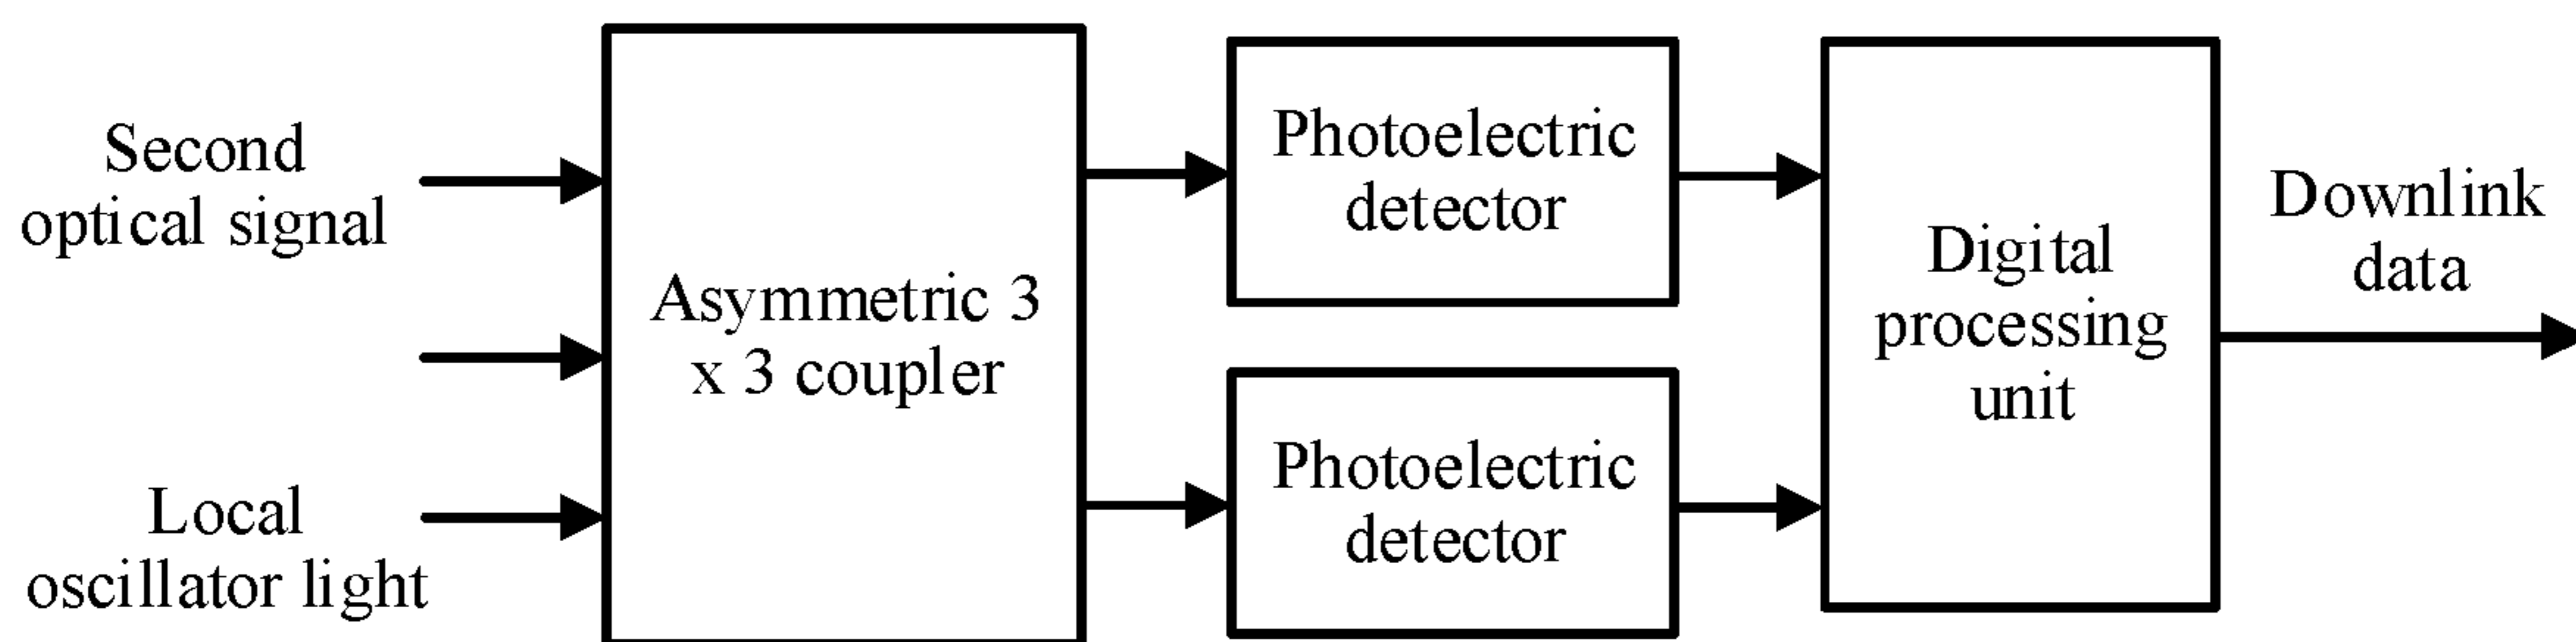 Second
optical signal
Local
oscillator light
Asymmetric 3
x 3 coupler
Photoelectric
detector
Photoelectric
detector
Digital
processing
unit
Downlink
data